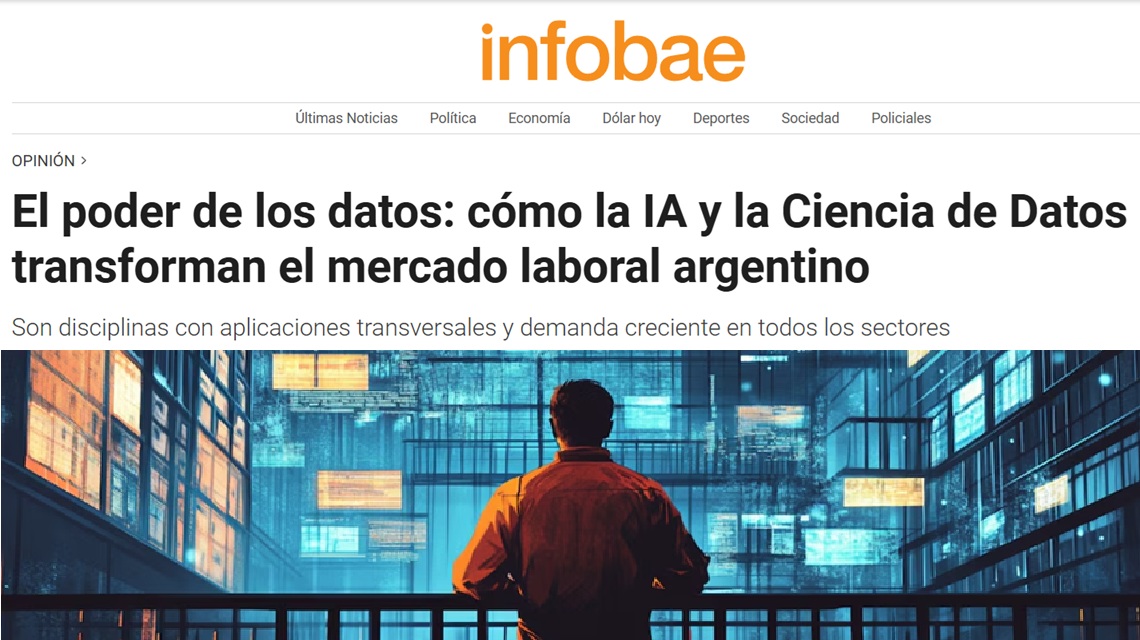 infobae
Últimas Noticias Política Economía Dólar hoy Deportes Sociedad Policiales
OPINIÓN >
El poder de los datos: cómo la IA y la Ciencia de Datos
transforman el mercado laboral argentino
Son disciplinas con aplicaciones transversales y demanda creciente en todos los sectores